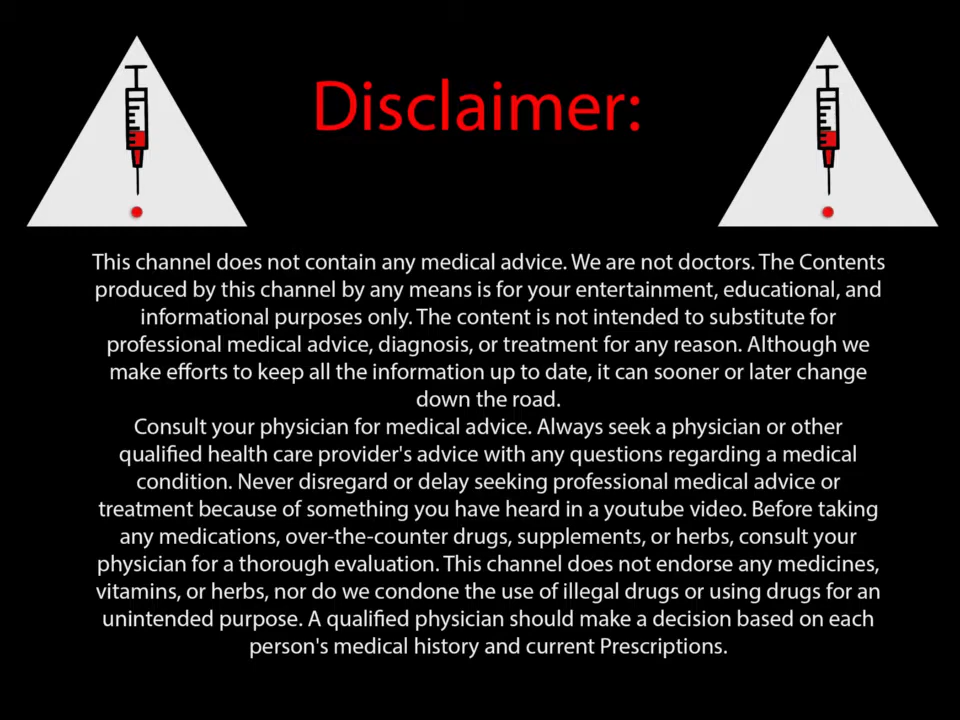 Disclaimer:
This channel does not contain any medical advice. We are not doctors. The Contents
produced by this channel by any means is for your entertainment, educational, and
informational purposes only. The content is not intended to substitute for
professional medical advice, diagnosis, or treatment for any reason. Although we
make efforts to keep all the information up to date, it can sooner or later change
down the road.
Consult your physician for medical advice. Always seek a physician or other
qualified health care provider's advice with any questions regarding a medical
condition. Never disregard or delay seeking professional medical advice or
treatment because of something you have heard in a youtube video. Before taking
any medications, over-the-counter drugs, supplements, or herbs, consult your
physician for a thorough evaluation. This channel does not endorse any medicines,
vitamins, or herbs, nor do we condone the use of illegal drugs or using drugs for an
unintended purpose. A qualified physician should make a decision based on each
person's medical history and current Prescriptions.